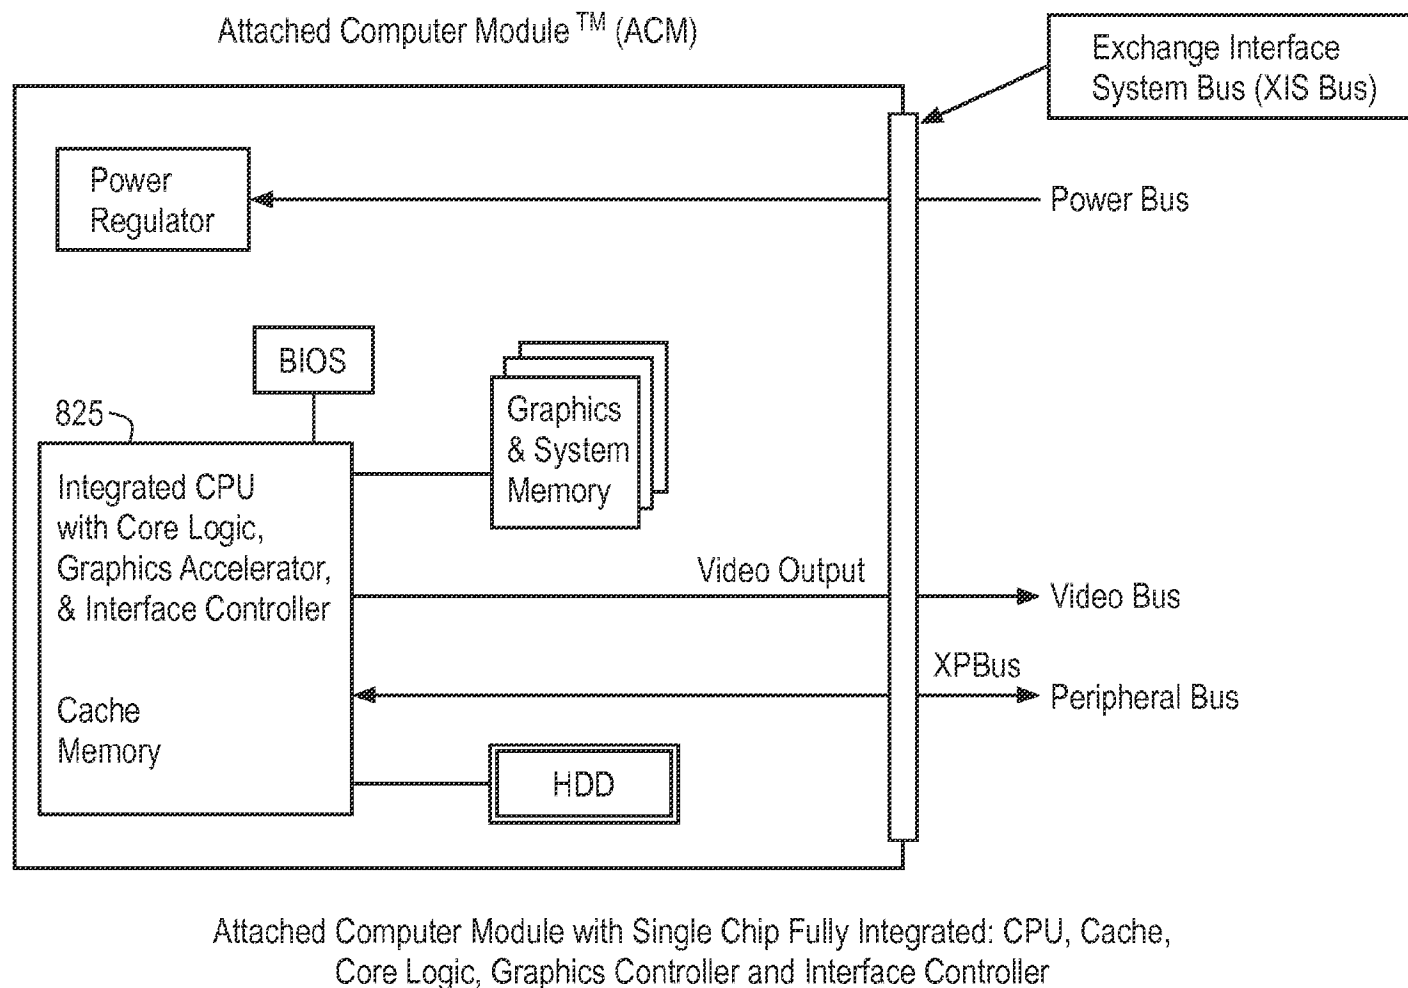 Attached Computer Module ™ (ACM)
Exchange Interface
System Bus (XIS Bus)
Power
Regulator
Power Bus
BIOS
825
Graphics
& System
Memory
Integrated CPU
with Core Logic,
Graphics Accelerator,
& Interface Controller
Video Output
Video Bus
XPBus
Peripheral Bus
Cache
Memory
HDD
Attached Computer Module with Single Chip Fully Integrated: CPU, Cache,
Core Logic, Graphics Controller and Interface Controller